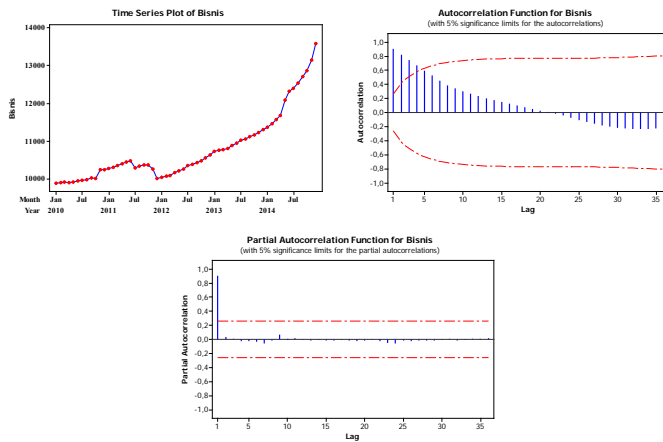 Time Series Plot of Bisnis
14000
13000
12000
11000
10000
Bisnis
Month Jan Jul Jan Jul Jan Jul Jan Jul Jan Jul
Year 2010 2011 2012 2013 2014
Autocorrelation Function for Bisnis
(with 5% significance limits for the autocorrelations)
1,0
0,8
0,6
0,4
0,2
0,0
-0,2
-0,4
-0,6
-0,8
-1,0
Autocorrelation
1 5 10 15 20 25 30 35
Lag
Partial Autocorrelation Function for Bisnis
(with 5% significance limits for the partial autocorrelations)
1,0
0,8
0,6
0,4
0,2
0,0
-0,2
-0,4
-0,6
-0,8
-1,0
Partial Autocorrelation
1 5 10 15 20 25 30 35
Lag